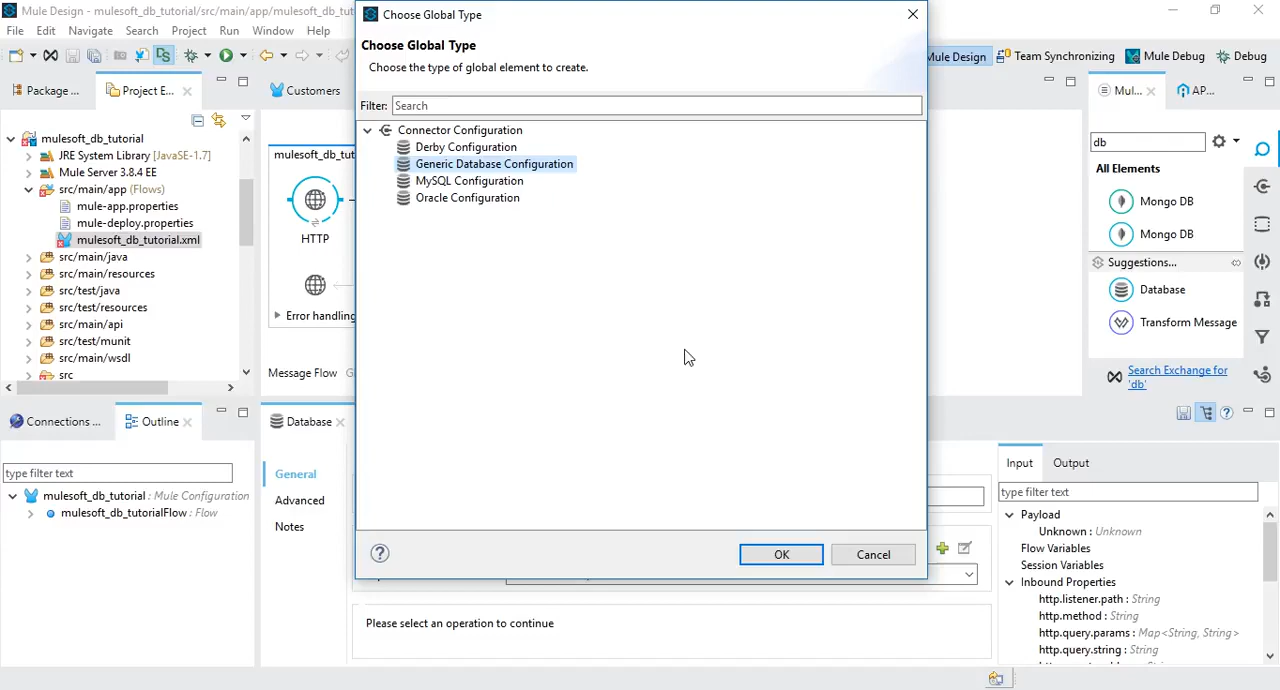 Mule Design - mulesoft_db_tutorial/src/main/app/mulesoft_db_tut
File Edit Navigate Search Project Run Window Help
Mule Design Team Synchronizing Mule Debug Debug
Package ...
Project E...
mulesoft_db_tutorial
JRE System Library [JavaSE-1.7]
Mule Server 3.8.4 EE
src/main/app (Flows)
mule-app.properties
mule-deploy.properties
mulesoft_db_tutorial.xml
src/main/java
src/main/resources
src/test/java
src/test/resources
src/main/api
src/test/munit
src/main/wsdl
src
Connections ...
Outline
type filter text
mulesoft_db_tutorial : Mule Configuration
mulesoft_db_tutorialFlow : Flow
Customers
mulesoft_db_tut
HTTP
Error handling
Message Flow
G
Choose Global Type
Choose Global Type
Choose the type of global element to create.
Filter:
Search
Connector Configuration
Derby Configuration
Generic Database Configuration
MySQL Configuration
Oracle Configuration
OK
Cancel
Database
General
Advanced
Notes
Please select an operation to continue
Mul...
AP...
db
All Elements
Mongo DB
Mongo DB
Suggestions...
Database
Transform Message
Search Exchange for
'db'
Input
Output
type filter text
Payload
Unknown : Unknown
Flow Variables
Session Variables
Inbound Properties
http.listener.path : String
http.method : String
http.query.params : Map<String, String>
http.query.string : String